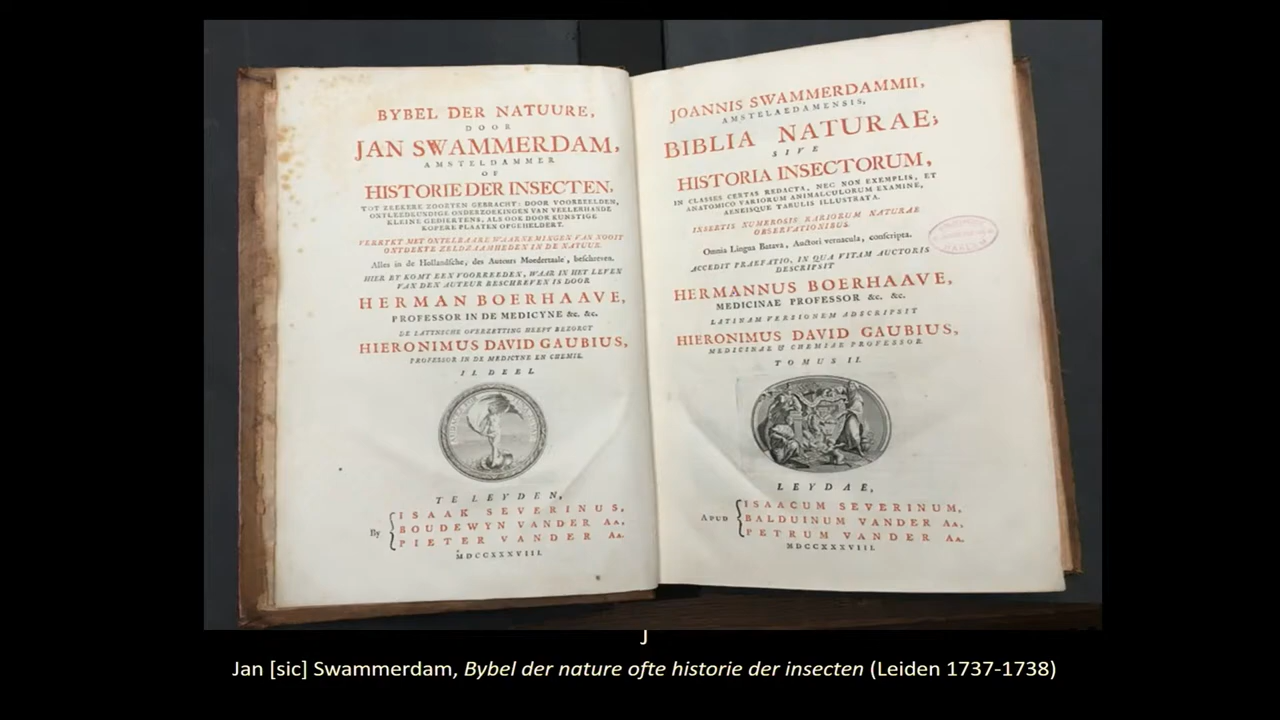 BYBEL DER NATUURE,
DOOR
JAN SWAMMERDAM,
AMSTELDAMMER
OF
HISTORIE DER INSECTEN,
TOT ZEEKERE ZOORTEN GEBRACHT: DOOR VOORBEELDEN,
ONTLEEDKUNDIGE ONDERZOEKINGEN VAN VEELERHANDE
KLEINE GEDIERTENS, ALS OOK DOOR KUNSTIGE
KOPERE PLAATEN OPGEHELDERT.
VERRYKT MET ONTELBAARE WAARNEMINGEN VAN NOOIT
ONTDEKTE ZELDZAAMHEDEN IN DE NATUUR.
Alles in de Hollandsche, des Auteurs Moedertaale, beschreven.
HIER BY KOMT EEN VOORREEDEN, WAAR IN HET LEVEN
VAN DEN AUTEUR BESCHREVEN IS DOOR
HERMAN BOERHAAVE,
PROFESSOR IN DE MEDICYNE &c. &c.
DE LATYNSCHE OVERZETTING HEEFT BEZORGT
HIERONIMUS DAVID GAUBIUS,
PROFESSOR IN DE MEDICYNE EN CHEMIE.
II. DEEL.
TE LEYDEN,
By
ISAAK SEVERINUS,
BOUDEWYN VANDER AA,
PIETER VANDER AA.
MDCCXXXVIII.
JOANNIS SWAMMERDAMMII,
AMSTELAEDAMENSIS,
BIBLIA NATURAE;
SIVE
HISTORIA INSECTORUM,
IN CLASSES CERTAS REDACTA, NEC NON EXEMPLIS, ET
ANATOMICO VARIORUM ANIMALCULORUM EXAMINE,
AENEISQUE TABULIS ILLUSTRATA.
INSERTIS NUMEROSIS RARIORUM NATURAE
OBSERVATIONIBUS.
Omnia Lingua Batava, Auctori vernacula, conscripta.
ACCEDIT PRAEFATIO, IN QUA VITAM AUCTORIS
DESCRIPSIT
HERMANNUS BOERHAAVE,
MEDICINAE PROFESSOR &c. &c.
LATINAM VERSIONEM ADSCRIPSIT
HIERONIMUS DAVID GAUBIUS,
MEDICINAE & CHEMIAE PROFESSOR.
TOMUS II.
LEYDAE,
APUD
ISAACUM SEVERINUM,
BALDUINUM VANDER AA,
PETRUM VANDER AA.
MDCCXXXVIII.
J
Jan [sic] Swammerdam, Bybel der nature ofte historie der insecten (Leiden 1737-1738)